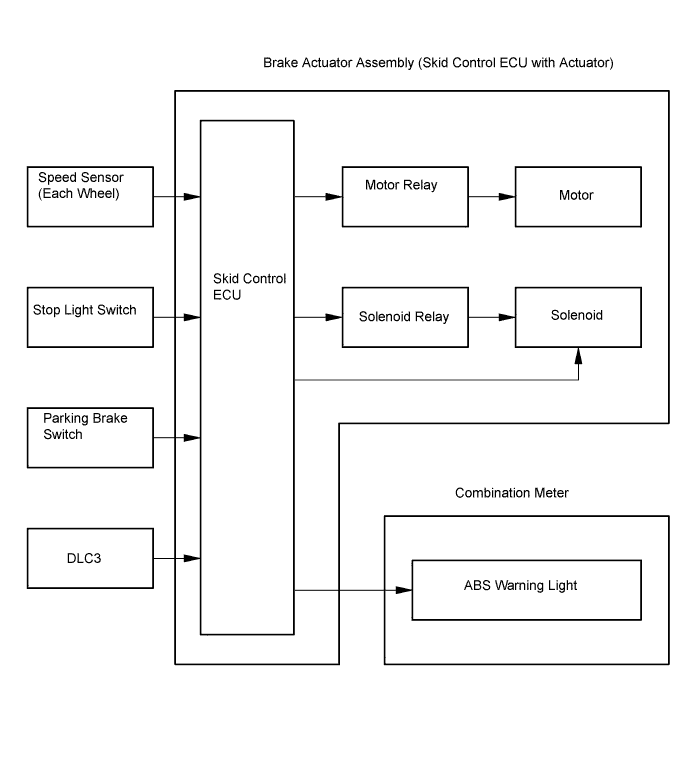 Brake Actuator Assembly (Skid Control ECU with Actuator)
Speed Sensor
(Each Wheel)
Motor Relay
Motor
Skid Control
ECU
Stop Light Switch
Solenoid Relay
Solenoid
Parking Brake
Switch
Combination Meter
DLC3
ABS Warning Light